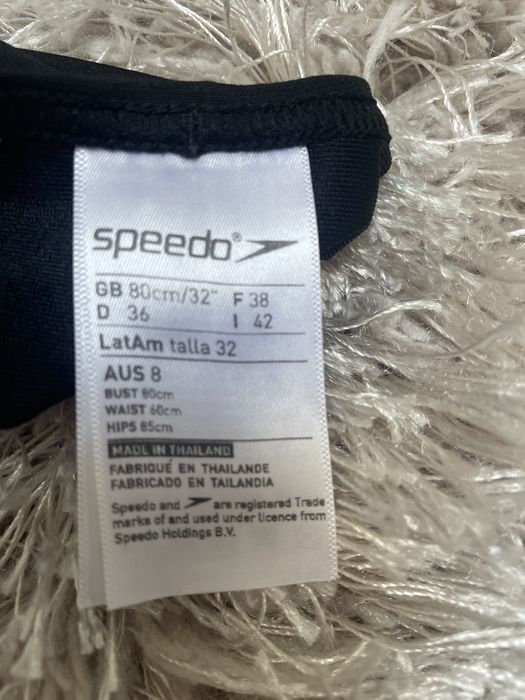 speedo®
GB 80cm/32" F 38
D 36 I 42
LatAm talla 32
AUS 8
BUST 80cm
WAIST 60cm
HIPS 85cm
MADE IN THAILAND
FABRIQUÉ EN THAILANDE
FABRICADO EN TAILANDIA
Speedo and are registered Trade
marks of and used under licence from
Speedo Holdings B.V.